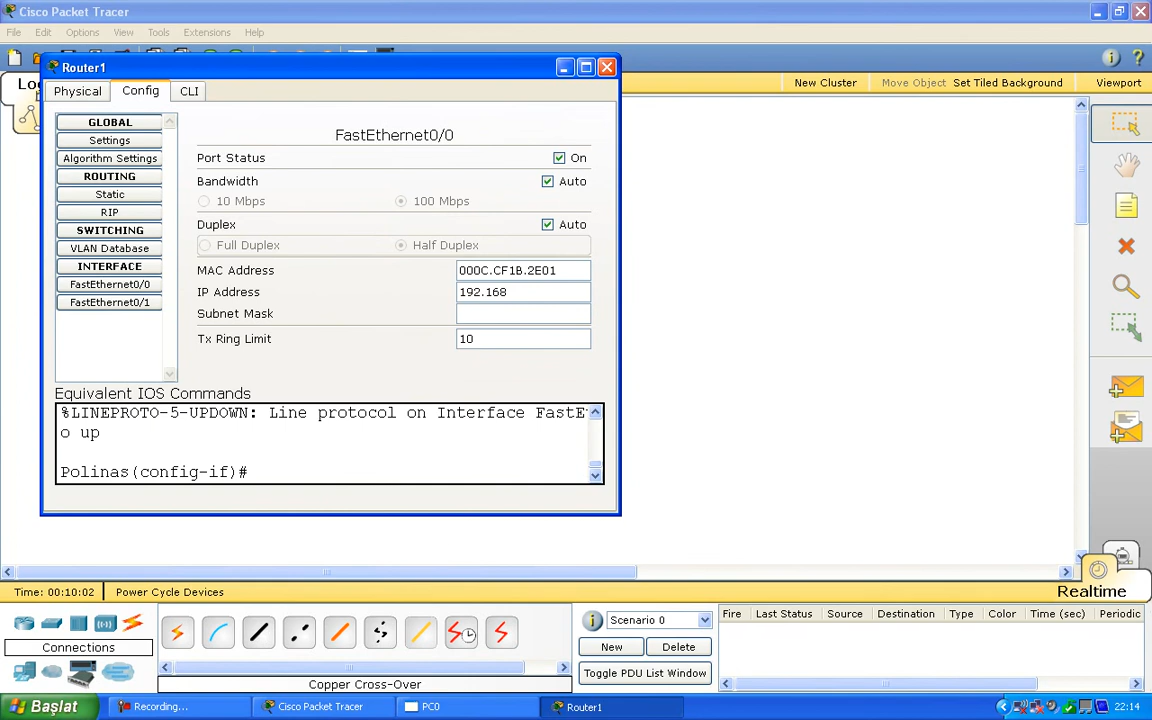 Cisco Packet Tracer
File Edit Options View Tools Extensions Help
Router1
Physical Config CLI
New Cluster Move Object Set Tiled Background Viewport
GLOBAL
Settings
Algorithm Settings
ROUTING
Static
RIP
SWITCHING
VLAN Database
INTERFACE
FastEthernet0/0
FastEthernet0/1
FastEthernet0/0
Port Status On
Bandwidth Auto
10 Mbps 100 Mbps
Duplex Auto
Full Duplex Half Duplex
MAC Address 000C.CF1B.2E01
IP Address 192.168
Subnet Mask
Tx Ring Limit 10
Equivalent IOS Commands
%LINEPROTO-5-UPDOWN: Line protocol on Interface FastE
o up
Polinas(config-if)#
Time: 00:10:02 Power Cycle Devices
Realtime
Connections
Copper Cross-Over
Scenario 0
New Delete
Toggle PDU List Window
Fire Last Status Source Destination Type Color Time (sec) Periodic
Başlat Recording... Cisco Packet Tracer PC0 Router1 22:14